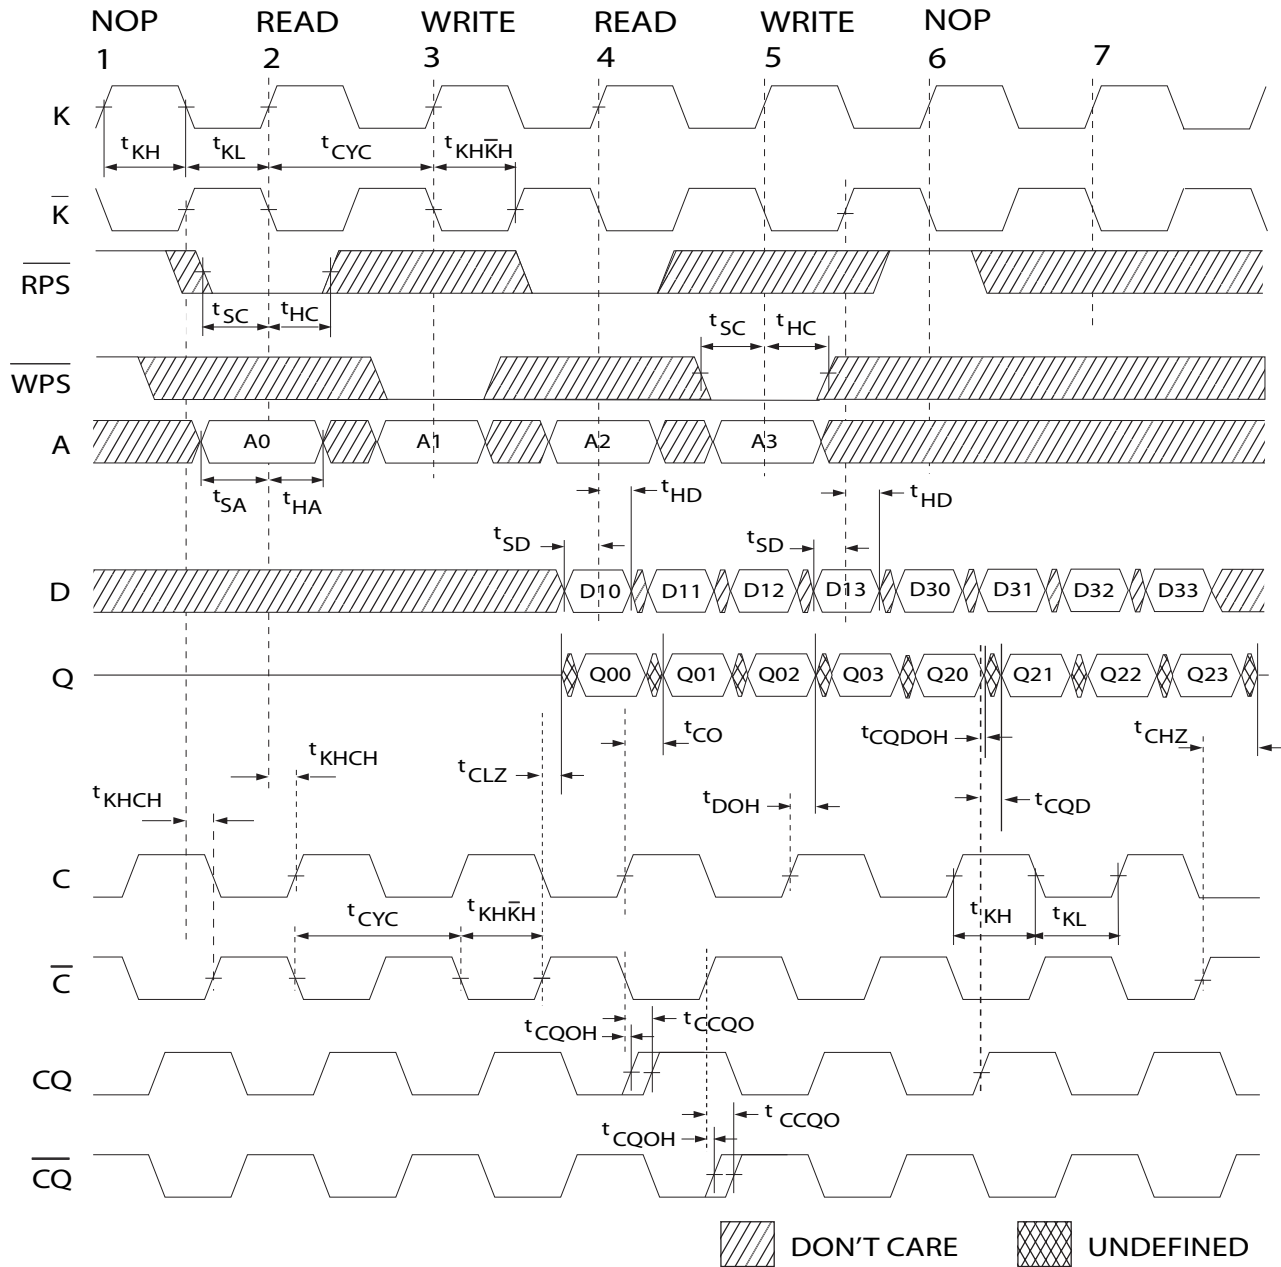 NOP READ WRITE READ WRITE NOP
1 2 3 4 5 6 7
K
tKH tKL tCYC tKHK̅H
K̅
R̅P̅S̅
tSC tHC
tSC tHC
W̅P̅S̅
A A0 A1 A2 A3
tSA tHA
tHD tHD
tSD tSD
D D10 D11 D12 D13 D30 D31 D32 D33
Q Q00 Q01 Q02 Q03 Q20 Q21 Q22 Q23
tKHCH tCLZ tCO tCQDOH tCHZ
tKHCH tDOH tCQD
C
tCYC tKHK̅H tKH tKL
C̅
tCQOH tCCQO
CQ
tCQOH tCCQO
C̅Q̅
DON'T CARE UNDEFINED